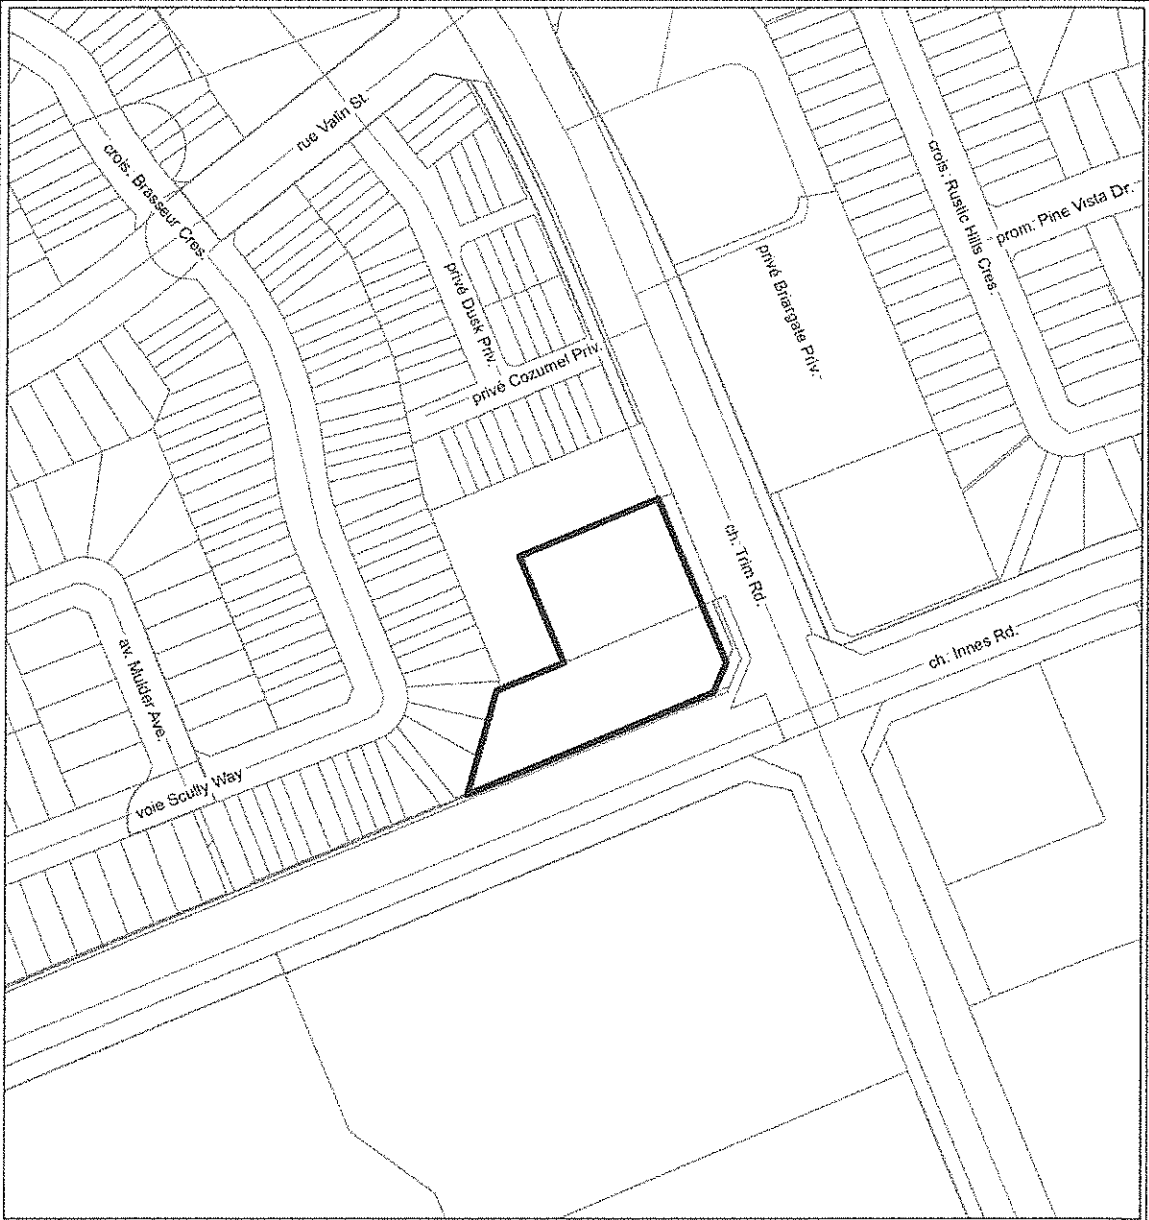 rue Valin St.
crois. Brasseur Cres.
crois. Rustic Hills Cres.
prom. Pine Vista Dr.
privé Dusk Priv.
privé Briargate Priv.
privé Cozumel Priv.
ch. Trim Rd.
ch. Innes Rd.
av. Mulder Ave.
voie Scully Way